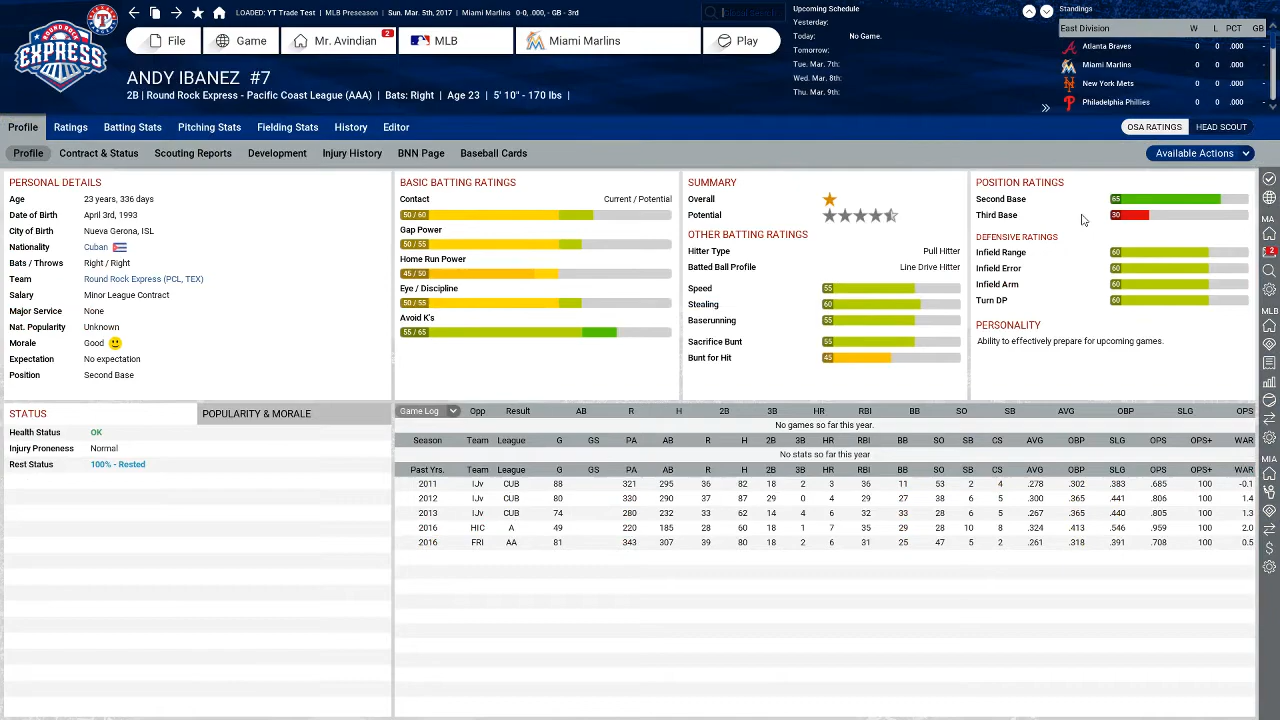 LOADED: YT Trade Test | MLB Preseason | Sun. Mar. 5th, 2017 | Miami Marlins 0-0, .000, - GB - 3rd
Global Search
ROUND ROCK
EXPRESS
File
Game
Mr. Avindian 2
MLB
Miami Marlins
Play
ANDY IBANEZ #7
2B | Round Rock Express - Pacific Coast League (AAA) | Bats: Right | Age 23 | 5' 10" - 170 lbs |
Upcoming Schedule
Yesterday:
Today: No Game.
Tomorrow:
Tue. Mar. 7th:
Wed. Mar. 8th:
Thu. Mar. 9th:
Standings
East Division W L PCT GB
Atlanta Braves 0 0 .000 -
Miami Marlins 0 0 .000 -
New York Mets 0 0 .000 -
Philadelphia Phillies 0 0 .000 -
Profile Ratings Batting Stats Pitching Stats Fielding Stats History Editor
OSA RATINGS HEAD SCOUT
Profile Contract & Status Scouting Reports Development Injury History BNN Page Baseball Cards
Available Actions
PERSONAL DETAILS
Age 23 years, 336 days
Date of Birth April 3rd, 1993
City of Birth Nueva Gerona, ISL
Nationality Cuban
Bats / Throws Right / Right
Team Round Rock Express (PCL, TEX)
Salary Minor League Contract
Major Service None
Nat. Popularity Unknown
Morale Good
Expectation No expectation
Position Second Base
BASIC BATTING RATINGS
Contact Current / Potential
50 / 60
Gap Power
50 / 55
Home Run Power
45 / 50
Eye / Discipline
50 / 55
Avoid K's
55 / 65
SUMMARY
Overall
Potential
OTHER BATTING RATINGS
Hitter Type Pull Hitter
Batted Ball Profile Line Drive Hitter
Speed 55
Stealing 60
Baserunning 55
Sacrifice Bunt 55
Bunt for Hit 45
POSITION RATINGS
Second Base 65
Third Base 30
DEFENSIVE RATINGS
Infield Range 60
Infield Error 60
Infield Arm 60
Turn DP 60
PERSONALITY
Ability to effectively prepare for upcoming games.
STATUS POPULARITY & MORALE
Health Status OK
Injury Proneness Normal
Rest Status 100% - Rested
Game Log Opp Result AB R H 2B 3B HR RBI BB SO SB AVG OBP SLG OPS
No games so far this year.
Season Team League G GS PA AB R H 2B 3B HR RBI BB SO SB CS AVG OBP SLG OPS OPS+ WAR
No stats so far this year
Past Yrs. Team League G GS PA AB R H 2B 3B HR RBI BB SO SB CS AVG OBP SLG OPS OPS+ WAR
2011 IJv CUB 88 321 295 36 82 18 2 3 36 11 53 2 4 .278 .302 .383 .685 100 -0.1
2012 IJv CUB 80 330 290 37 87 29 0 4 29 27 38 6 5 .300 .365 .441 .806 100 1.4
2013 IJv CUB 74 280 232 33 62 14 4 6 32 33 28 6 5 .267 .365 .440 .805 100 1.3
2016 HIC A 49 220 185 28 60 18 1 7 35 29 28 10 8 .324 .413 .546 .959 100 2.0
2016 FRI AA 81 343 307 39 80 18 2 6 31 25 47 5 2 .261 .318 .391 .708 100 0.5
MA
2
MLB
MIA